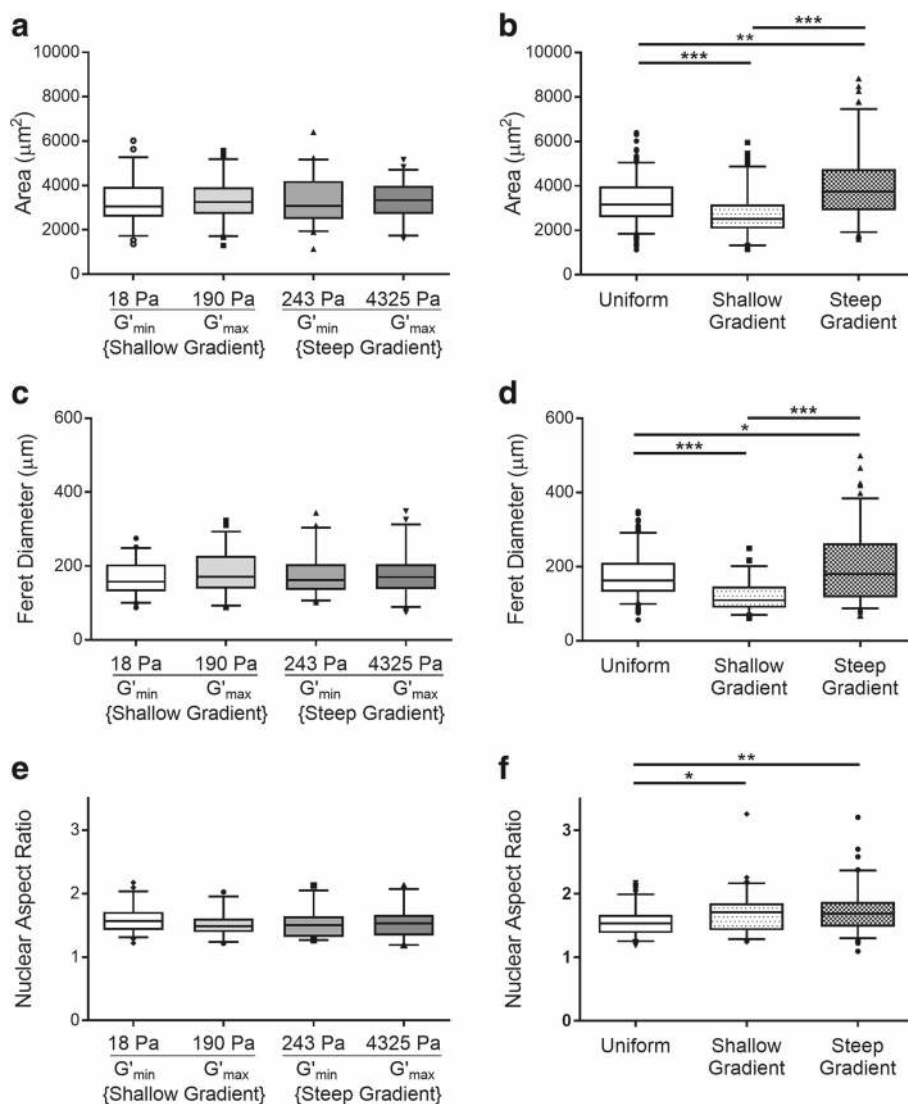 a
Area (μm²)
10000
8000
6000
4000
2000
0
18 Pa 190 Pa 243 Pa 4325 Pa
G'min G'max G'min G'max
{Shallow Gradient} {Steep Gradient}
b
Area (μm²)
10000
8000
6000
4000
2000
0
***
**
***
Uniform Shallow Steep
Gradient Gradient
c
Feret Diameter (μm)
600
400
200
0
18 Pa 190 Pa 243 Pa 4325 Pa
G'min G'max G'min G'max
{Shallow Gradient} {Steep Gradient}
d
Feret Diameter (μm)
600
400
200
0
***
*
***
Uniform Shallow Steep
Gradient Gradient
e
Nuclear Aspect Ratio
3
2
1
0
18 Pa 190 Pa 243 Pa 4325 Pa
G'min G'max G'min G'max
{Shallow Gradient} {Steep Gradient}
f
Nuclear Aspect Ratio
3
2
1
0
**
*
Uniform Shallow Steep
Gradient Gradient